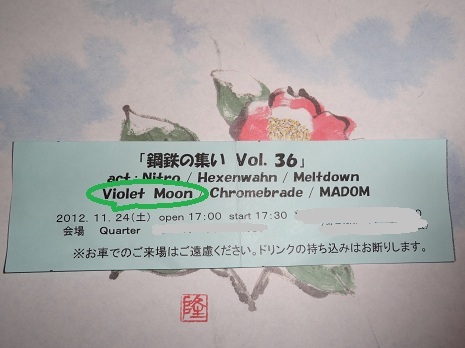 「鋼鉄の集い Vol. 36」
act : Nitro / Hexenwahn / Meltdown
Violet Moon / Chromebrade / MADOM
2012. 11. 24(土) open 17:00 start 17:30
会場 Quarter
※お車でのご来場はご遠慮ください。ドリンクの持ち込みはお断りします。
隆